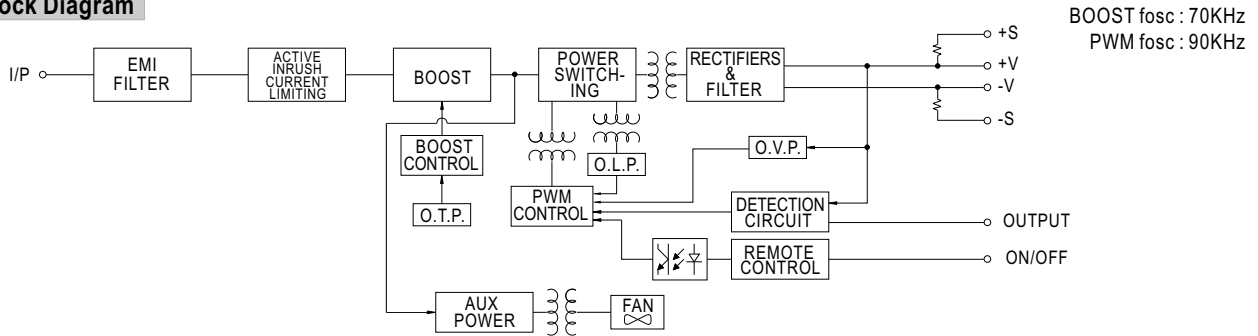 ock Diagram
BOOST fosc : 70KHz
PWM fosc : 90KHz
I/P
EMI
FILTER
ACTIVE
INRUSH
CURRENT
LIMITING
BOOST
POWER
SWITCH-
ING
RECTIFIERS
&
FILTER
+S
+V
-V
-S
BOOST
CONTROL
O.T.P.
O.L.P.
PWM
CONTROL
O.V.P.
DETECTION
CIRCUIT
OUTPUT
REMOTE
CONTROL
ON/OFF
AUX
POWER
FAN